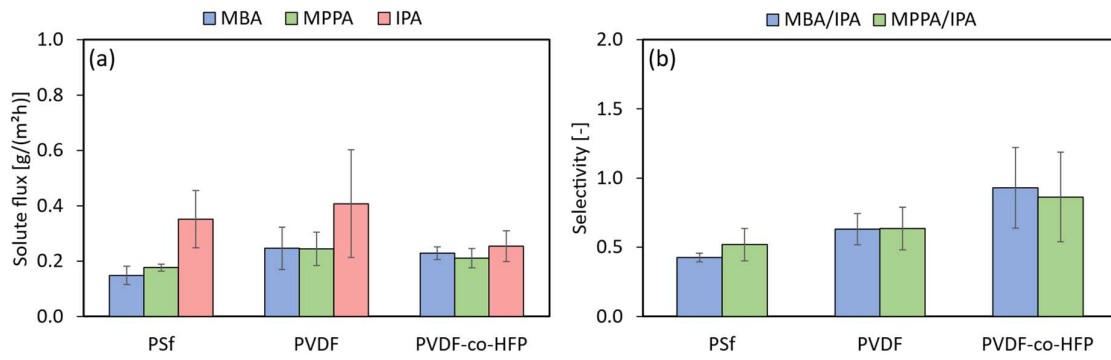 MBA MPPA IPA
(a)
Solute flux [g/(m²h)]
1.0
0.8
0.6
0.4
0.2
0.0
PSf PVDF PVDF-co-HFP
MBA/IPA MPPA/IPA
(b)
Selectivity [-]
2.0
1.5
1.0
0.5
0.0
PSf PVDF PVDF-co-HFP